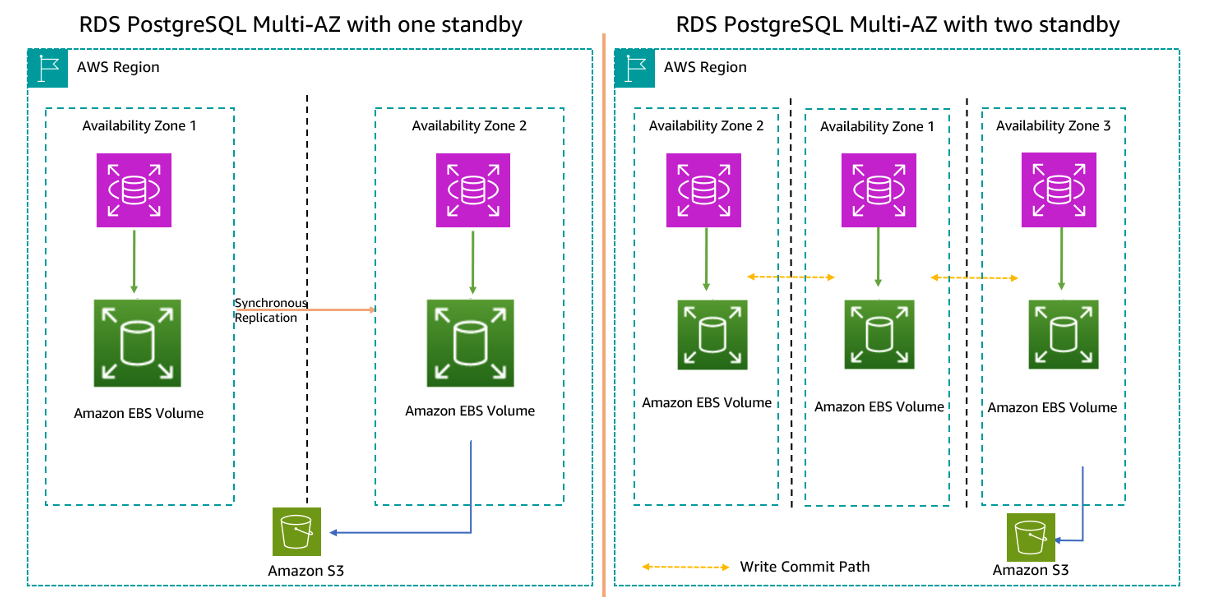 RDS PostgreSQL Multi-AZ with one standby
AWS Region
Availability Zone 1
Availability Zone 2
Synchronous
Replication
Amazon EBS Volume
Amazon EBS Volume
Amazon S3
RDS PostgreSQL Multi-AZ with two standby
AWS Region
Availability Zone 2
Availability Zone 1
Availability Zone 3
Amazon EBS Volume
Amazon EBS Volume
Amazon EBS Volume
Write Commit Path
Amazon S3